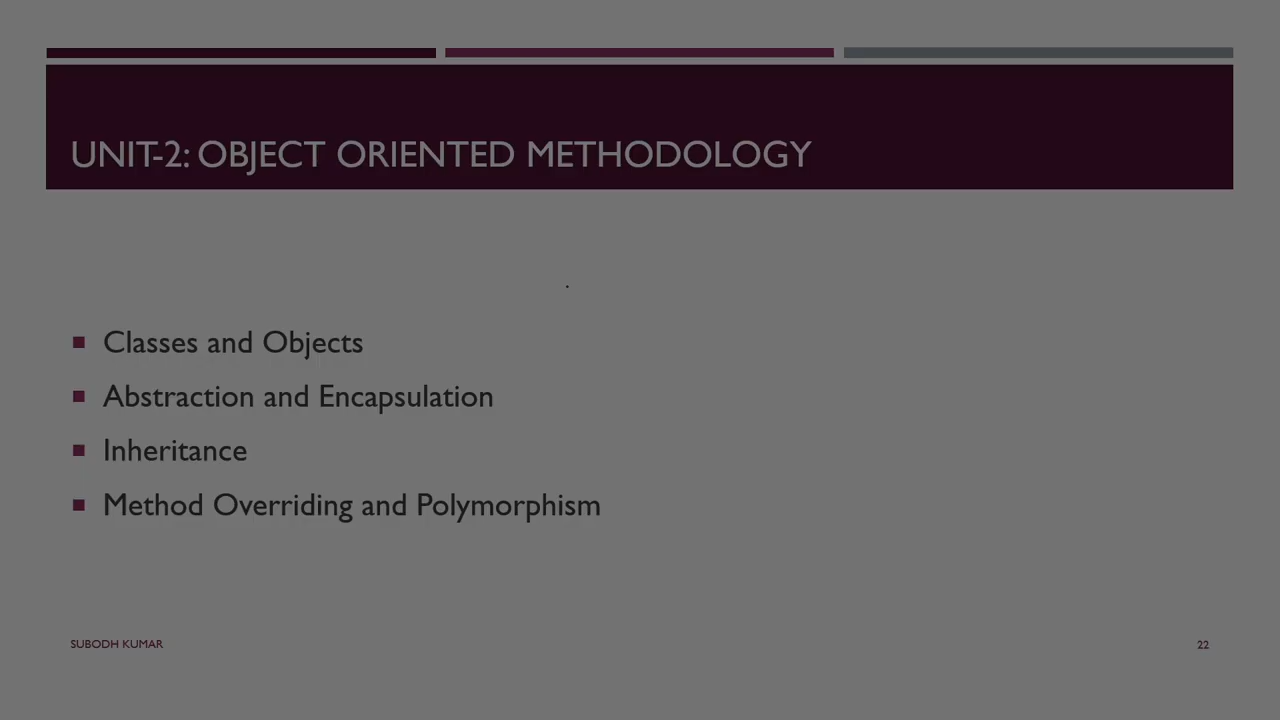 UNIT-2: OBJECT ORIENTED METHODOLOGY
.
Classes and Objects
Abstraction and Encapsulation
Inheritance
Method Overriding and Polymorphism
SUBODH KUMAR
22